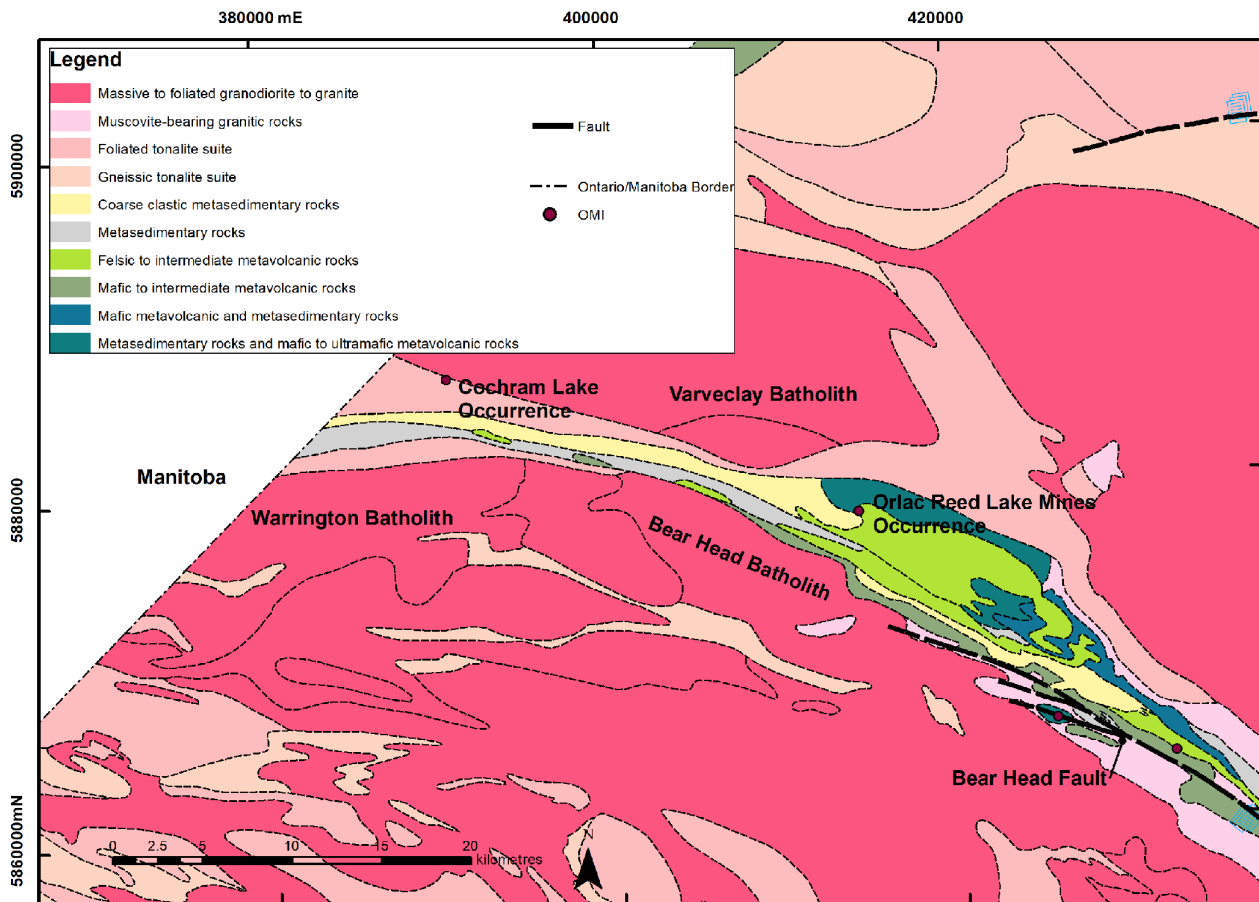 380000 mE
400000
420000
Legend
Massive to foliated granodiorite to granite
Muscovite-bearing granitic rocks
Foliated tonalite suite
Gneissic tonalite suite
Coarse clastic metasedimentary rocks
Metasedimentary rocks
Felsic to intermediate metavolcanic rocks
Mafic to intermediate metavolcanic rocks
Mafic metavolcanic and metasedimentary rocks
Metasedimentary rocks and mafic to ultramafic metavolcanic rocks
Fault
Ontario/Manitoba Border
OMI
5900000
5880000
5860000mN
Cochram Lake
Occurrence
Varveclay Batholith
Manitoba
Warrington Batholith
Bear Head Batholith
Orlac Reed Lake Mines
Occurrence
Bear Head Fault
0 2.5 5 10 15 20
kilometres
N